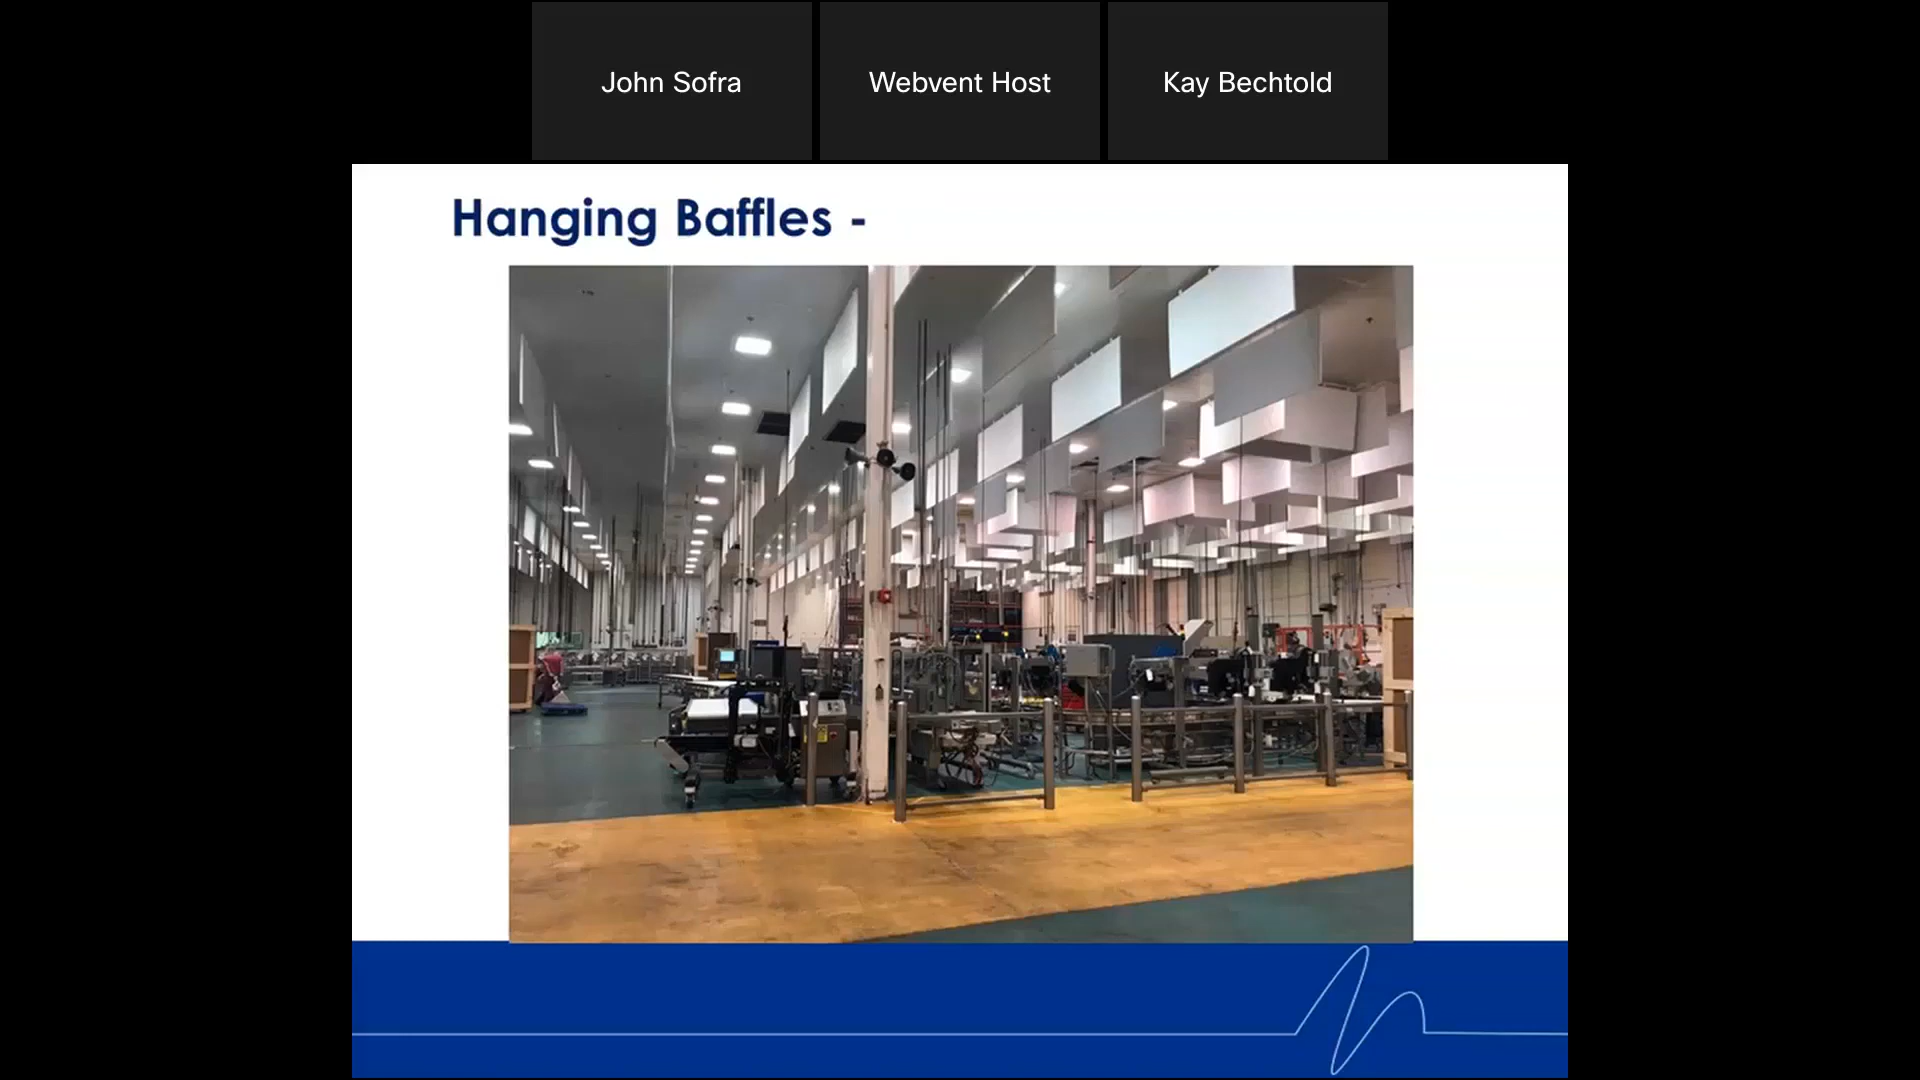 John Sofra
Webvent Host
Kay Bechtold
Hanging Baffles -